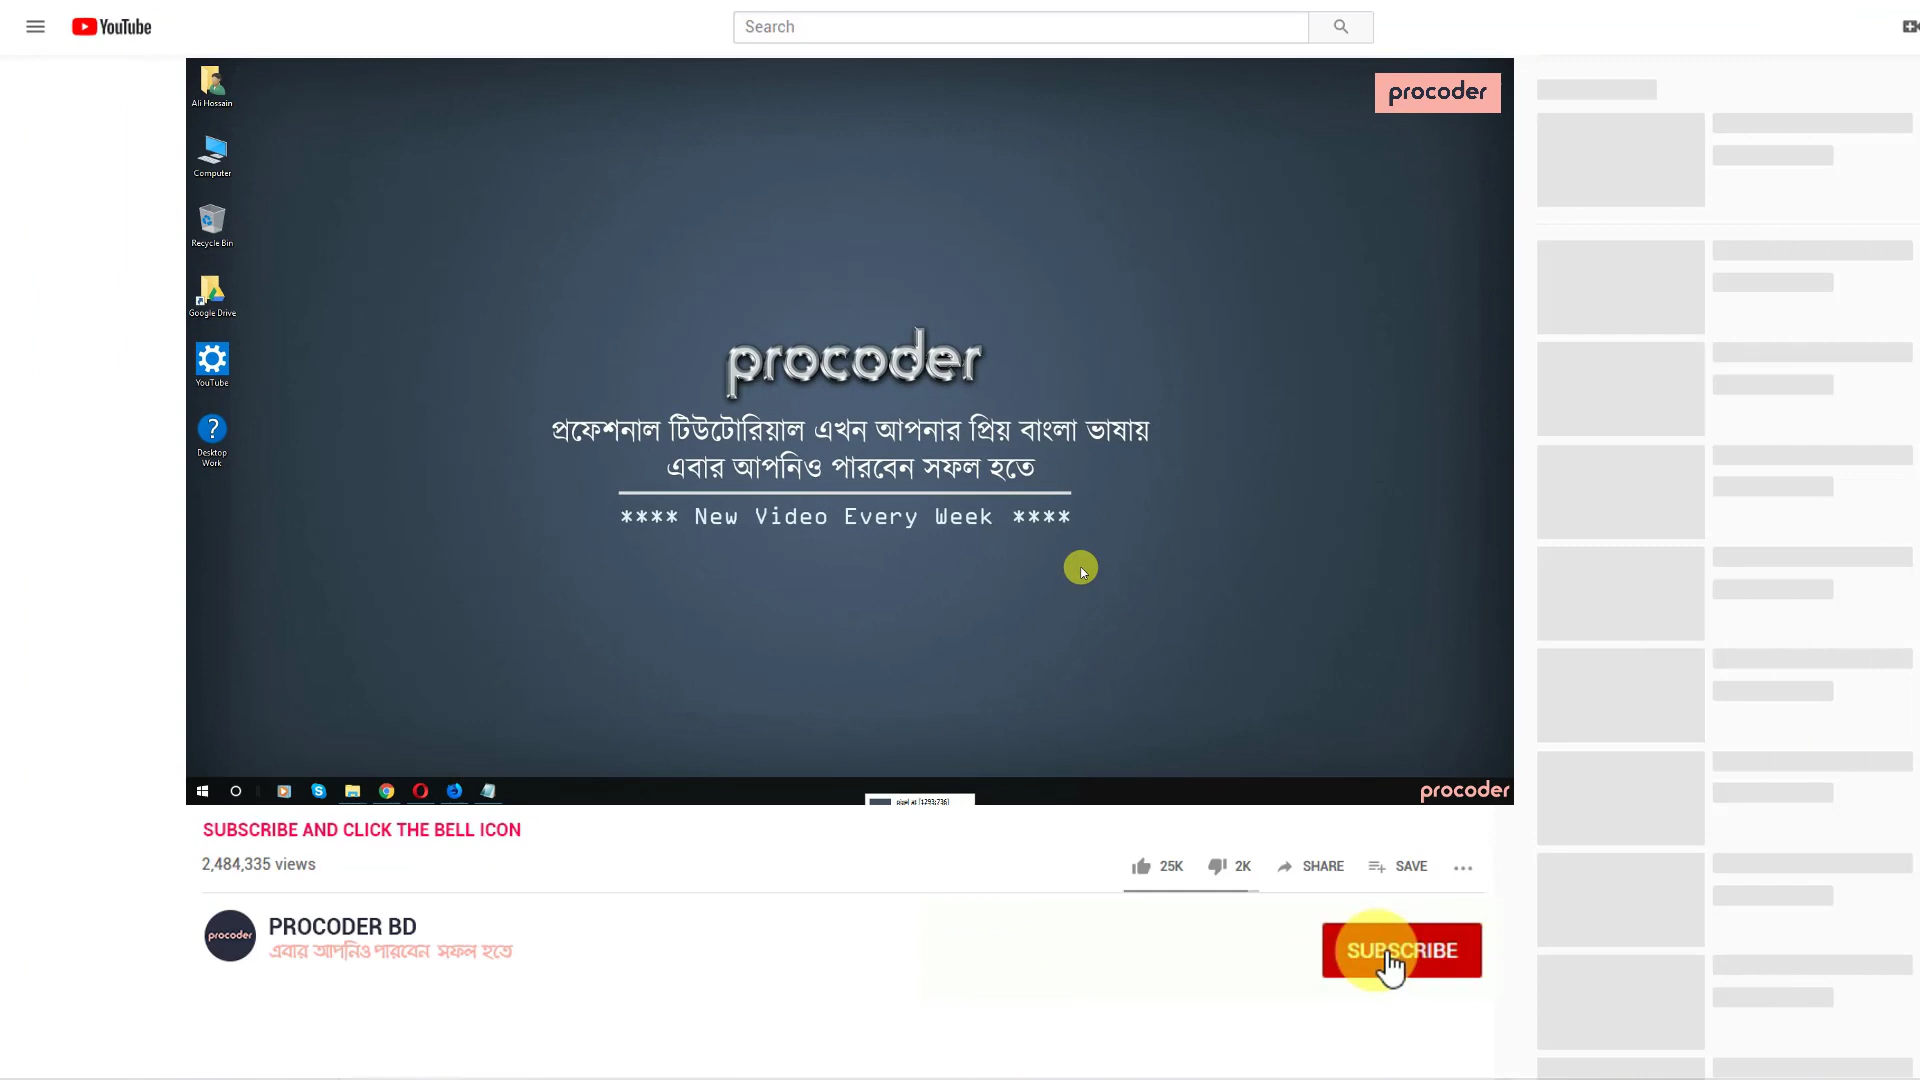 YouTube
Search
Ali Hossain
Computer
Recycle Bin
Google Drive
YouTube
Desktop
Work
procoder
procoder
প্রফেশনাল টিউটোরিয়াল এখন আপনার প্রিয় বাংলা ভাষায়
এবার আপনিও পারবেন সফল হতে
**** New Video Every Week ****
procoder
SUBSCRIBE AND CLICK THE BELL ICON
2,484,335 views
25K
2K
SHARE
SAVE
procoder
PROCODER BD
এবার আপনিও পারবেন সফল হতে
SUBSCRIBE